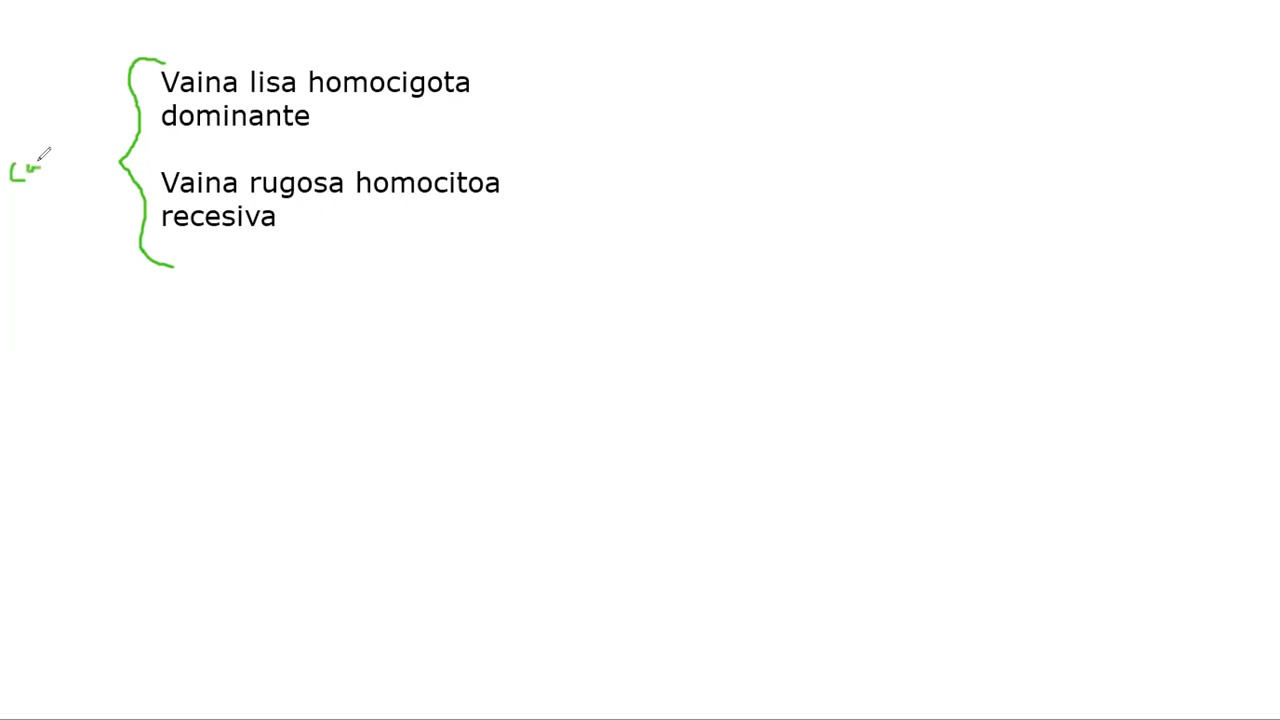 Vaina lisa homocigota
dominante
Vaina rugosa homocitoa
recesiva